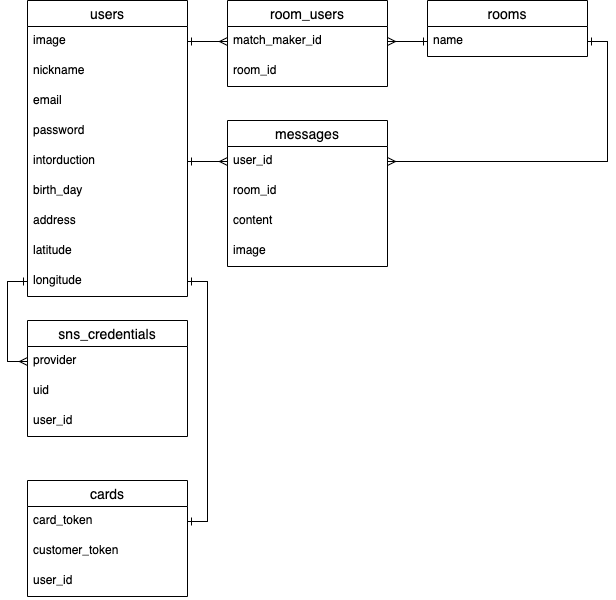 users
image
nickname
email
password
intorduction
birth_day
address
latitude
longitude
room_users
match_maker_id
room_id
rooms
name
messages
user_id
room_id
content
image
sns_credentials
provider
uid
user_id
cards
card_token
customer_token
user_id